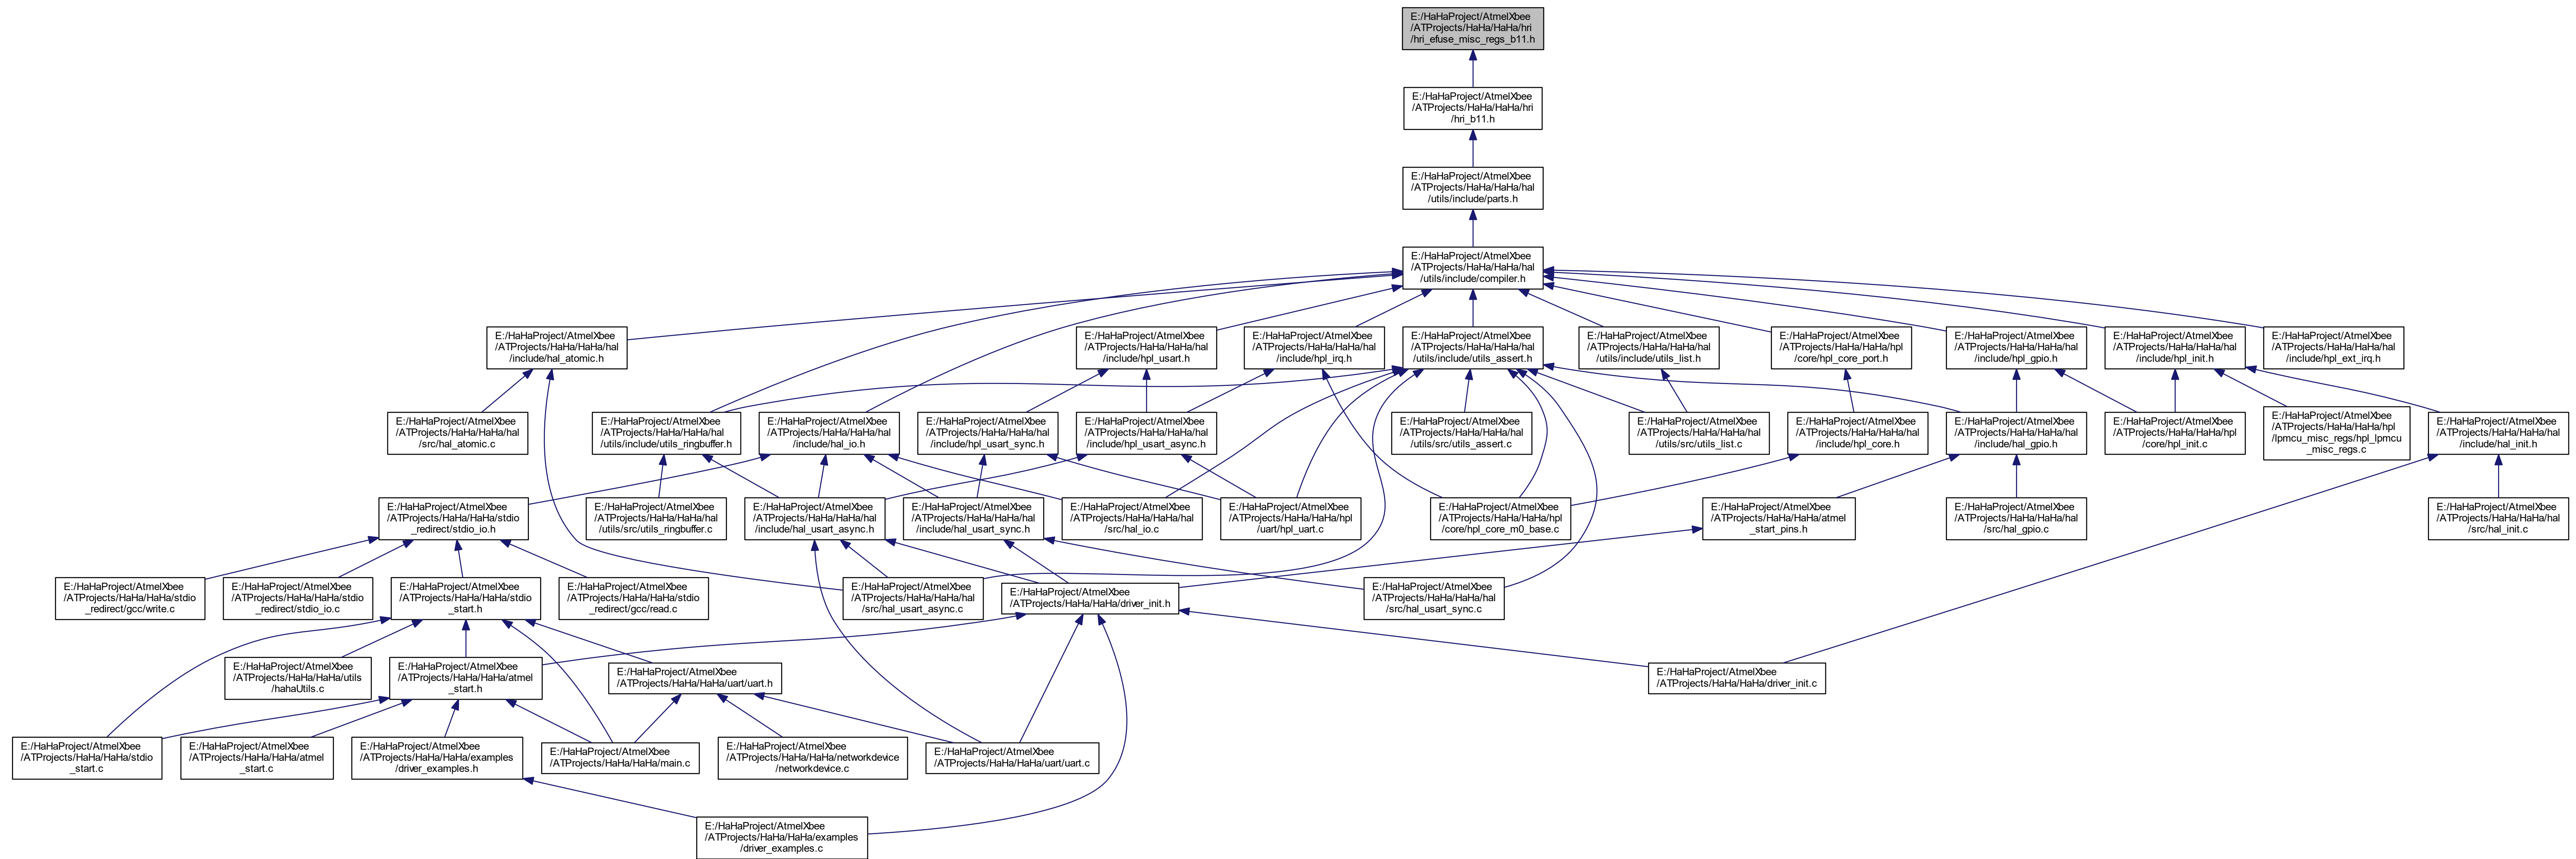 E:/HaHaProject/AtmelXbee
/ATProjects/HaHa/HaHa/hri
/hri_efuse_misc_regs_b11.h
E:/HaHaProject/AtmelXbee
/ATProjects/HaHa/HaHa/hri
/hri_b11.h
E:/HaHaProject/AtmelXbee
/ATProjects/HaHa/HaHa/hal
/utils/include/parts.h
E:/HaHaProject/AtmelXbee
/ATProjects/HaHa/HaHa/hal
/utils/include/compiler.h
E:/HaHaProject/AtmelXbee
/ATProjects/HaHa/HaHa/hal
/include/hal_atomic.h
E:/HaHaProject/AtmelXbee
/ATProjects/HaHa/HaHa/hal
/include/hpl_usart.h
E:/HaHaProject/AtmelXbee
/ATProjects/HaHa/HaHa/hal
/include/hpl_irq.h
E:/HaHaProject/AtmelXbee
/ATProjects/HaHa/HaHa/hal
/utils/include/utils_assert.h
E:/HaHaProject/AtmelXbee
/ATProjects/HaHa/HaHa/hal
/utils/include/utils_list.h
E:/HaHaProject/AtmelXbee
/ATProjects/HaHa/HaHa/hpl
/core/hpl_core_port.h
E:/HaHaProject/AtmelXbee
/ATProjects/HaHa/HaHa/hal
/include/hpl_gpio.h
E:/HaHaProject/AtmelXbee
/ATProjects/HaHa/HaHa/hal
/include/hpl_init.h
E:/HaHaProject/AtmelXbee
/ATProjects/HaHa/HaHa/hal
/include/hpl_ext_irq.h
E:/HaHaProject/AtmelXbee
/ATProjects/HaHa/HaHa/hal
/src/hal_atomic.c
E:/HaHaProject/AtmelXbee
/ATProjects/HaHa/HaHa/hal
/utils/include/utils_ringbuffer.h
E:/HaHaProject/AtmelXbee
/ATProjects/HaHa/HaHa/hal
/include/hal_io.h
E:/HaHaProject/AtmelXbee
/ATProjects/HaHa/HaHa/hal
/include/hpl_usart_sync.h
E:/HaHaProject/AtmelXbee
/ATProjects/HaHa/HaHa/hal
/include/hpl_usart_async.h
E:/HaHaProject/AtmelXbee
/ATProjects/HaHa/HaHa/hal
/utils/src/utils_assert.c
E:/HaHaProject/AtmelXbee
/ATProjects/HaHa/HaHa/hal
/utils/src/utils_list.c
E:/HaHaProject/AtmelXbee
/ATProjects/HaHa/HaHa/hal
/include/hpl_core.h
E:/HaHaProject/AtmelXbee
/ATProjects/HaHa/HaHa/hal
/include/hal_gpio.h
E:/HaHaProject/AtmelXbee
/ATProjects/HaHa/HaHa/hpl
/core/hpl_init.c
E:/HaHaProject/AtmelXbee
/ATProjects/HaHa/HaHa/hpl
/lpmcu_misc_regs/hpl_lpmcu
_misc_regs.c
E:/HaHaProject/AtmelXbee
/ATProjects/HaHa/HaHa/hal
/include/hal_init.h
E:/HaHaProject/AtmelXbee
/ATProjects/HaHa/HaHa/stdio
_redirect/stdio_io.h
E:/HaHaProject/AtmelXbee
/ATProjects/HaHa/HaHa/hal
/utils/src/utils_ringbuffer.c
E:/HaHaProject/AtmelXbee
/ATProjects/HaHa/HaHa/hal
/include/hal_usart_async.h
E:/HaHaProject/AtmelXbee
/ATProjects/HaHa/HaHa/hal
/include/hal_usart_sync.h
E:/HaHaProject/AtmelXbee
/ATProjects/HaHa/HaHa/hal
/src/hal_io.c
E:/HaHaProject/AtmelXbee
/ATProjects/HaHa/HaHa/hpl
/uart/hpl_uart.c
E:/HaHaProject/AtmelXbee
/ATProjects/HaHa/HaHa/hpl
/core/hpl_core_m0_base.c
E:/HaHaProject/AtmelXbee
/ATProjects/HaHa/HaHa/atmel
_start_pins.h
E:/HaHaProject/AtmelXbee
/ATProjects/HaHa/HaHa/hal
/src/hal_gpio.c
E:/HaHaProject/AtmelXbee
/ATProjects/HaHa/HaHa/hal
/src/hal_init.c
E:/HaHaProject/AtmelXbee
/ATProjects/HaHa/HaHa/stdio
_redirect/gcc/write.c
E:/HaHaProject/AtmelXbee
/ATProjects/HaHa/HaHa/stdio
_redirect/stdio_io.c
E:/HaHaProject/AtmelXbee
/ATProjects/HaHa/HaHa/stdio
_start.h
E:/HaHaProject/AtmelXbee
/ATProjects/HaHa/HaHa/stdio
_redirect/gcc/read.c
E:/HaHaProject/AtmelXbee
/ATProjects/HaHa/HaHa/hal
/src/hal_usart_async.c
E:/HaHaProject/AtmelXbee
/ATProjects/HaHa/HaHa/driver_init.h
E:/HaHaProject/AtmelXbee
/ATProjects/HaHa/HaHa/hal
/src/hal_usart_sync.c
E:/HaHaProject/AtmelXbee
/ATProjects/HaHa/HaHa/utils
/hahaUtils.c
E:/HaHaProject/AtmelXbee
/ATProjects/HaHa/HaHa/atmel
_start.h
E:/HaHaProject/AtmelXbee
/ATProjects/HaHa/HaHa/uart/uart.h
E:/HaHaProject/AtmelXbee
/ATProjects/HaHa/HaHa/driver_init.c
E:/HaHaProject/AtmelXbee
/ATProjects/HaHa/HaHa/stdio
_start.c
E:/HaHaProject/AtmelXbee
/ATProjects/HaHa/HaHa/atmel
_start.c
E:/HaHaProject/AtmelXbee
/ATProjects/HaHa/HaHa/examples
/driver_examples.h
E:/HaHaProject/AtmelXbee
/ATProjects/HaHa/HaHa/main.c
E:/HaHaProject/AtmelXbee
/ATProjects/HaHa/HaHa/networkdevice
/networkdevice.c
E:/HaHaProject/AtmelXbee
/ATProjects/HaHa/HaHa/uart/uart.c
E:/HaHaProject/AtmelXbee
/ATProjects/HaHa/HaHa/examples
/driver_examples.c